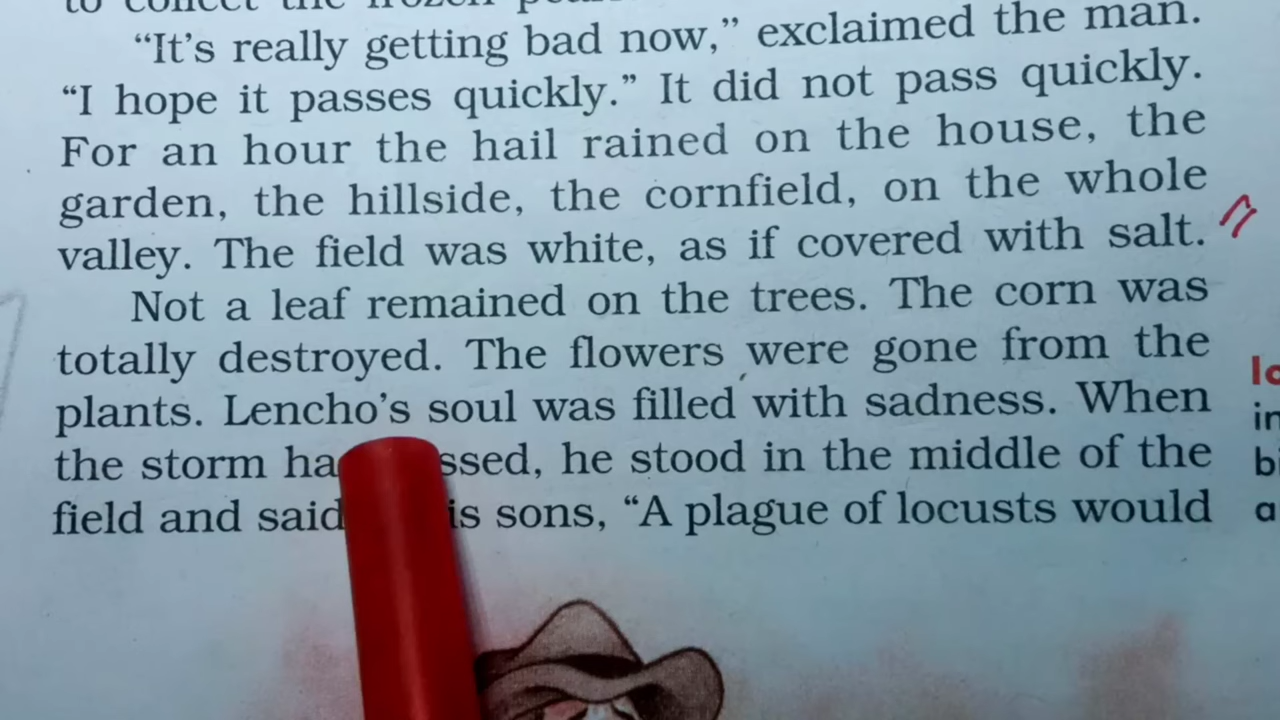 to collect the frozen
“It’s really getting bad now,” exclaimed the man.
“I hope it passes quickly.” It did not pass quickly.
For an hour the hail rained on the house, the
garden, the hillside, the cornfield, on the whole
valley. The field was white, as if covered with salt.
Not a leaf remained on the trees. The corn was
totally destroyed. The flowers were gone from the
plants. Lencho’s soul was filled with sadness. When
the storm ha ssed, he stood in the middle of the
field and said is sons, “A plague of locusts would
lo
in
bi
a